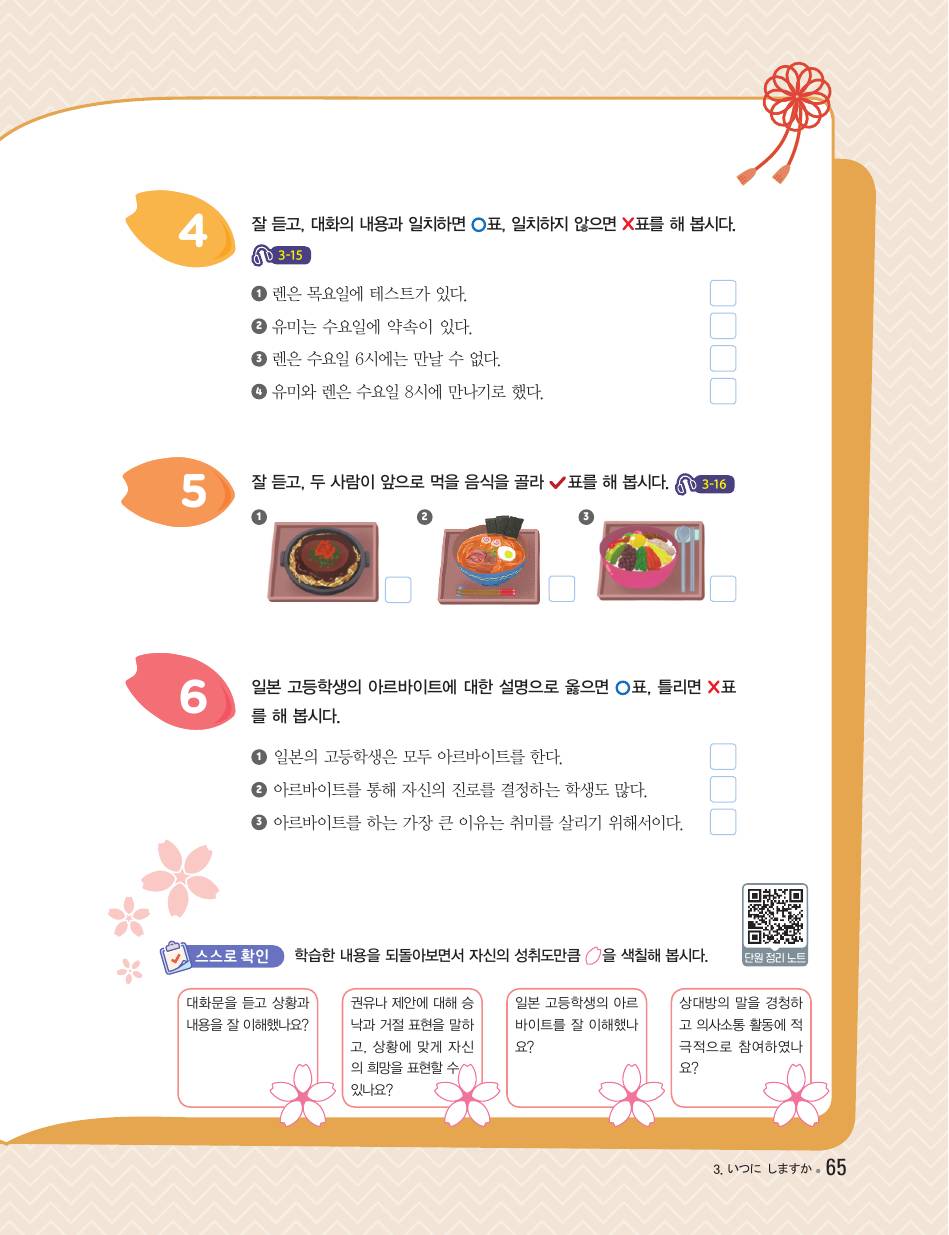 4
잘 듣고, 대화의 내용과 일치하면 O표, 일치하지 않으면 X표를 해 봅시다.
3-15
1 렌은 목요일에 테스트가 있다.
2 유미는 수요일에 약속이 있다.
3 렌은 수요일 6시에는 만날 수 없다.
4 유미와 렌은 수요일 8시에 만나기로 했다.
5
잘 듣고, 두 사람이 앞으로 먹을 음식을 골라 ✓표를 해 봅시다. 3-16
1 2 3
6
일본 고등학생의 아르바이트에 대한 설명으로 옳으면 O표, 틀리면 X표
를 해 봅시다.
1 일본의 고등학생은 모두 아르바이트를 한다.
2 아르바이트를 통해 자신의 진로를 결정하는 학생도 많다.
3 아르바이트를 하는 가장 큰 이유는 취미를 살리기 위해서이다.
단원 정리 노트
스스로 확인 학습한 내용을 되돌아보면서 자신의 성취도만큼 을 색칠해 봅시다.
대화문을 듣고 상황과
내용을 잘 이해했나요?
권유나 제안에 대해 승
낙과 거절 표현을 말하
고, 상황에 맞게 자신
의 희망을 표현할 수
있나요?
일본 고등학생의 아르
바이트를 잘 이해했나
요?
상대방의 말을 경청하
고 의사소통 활동에 적
극적으로 참여하였나
요?
3. いつに しますか • 65